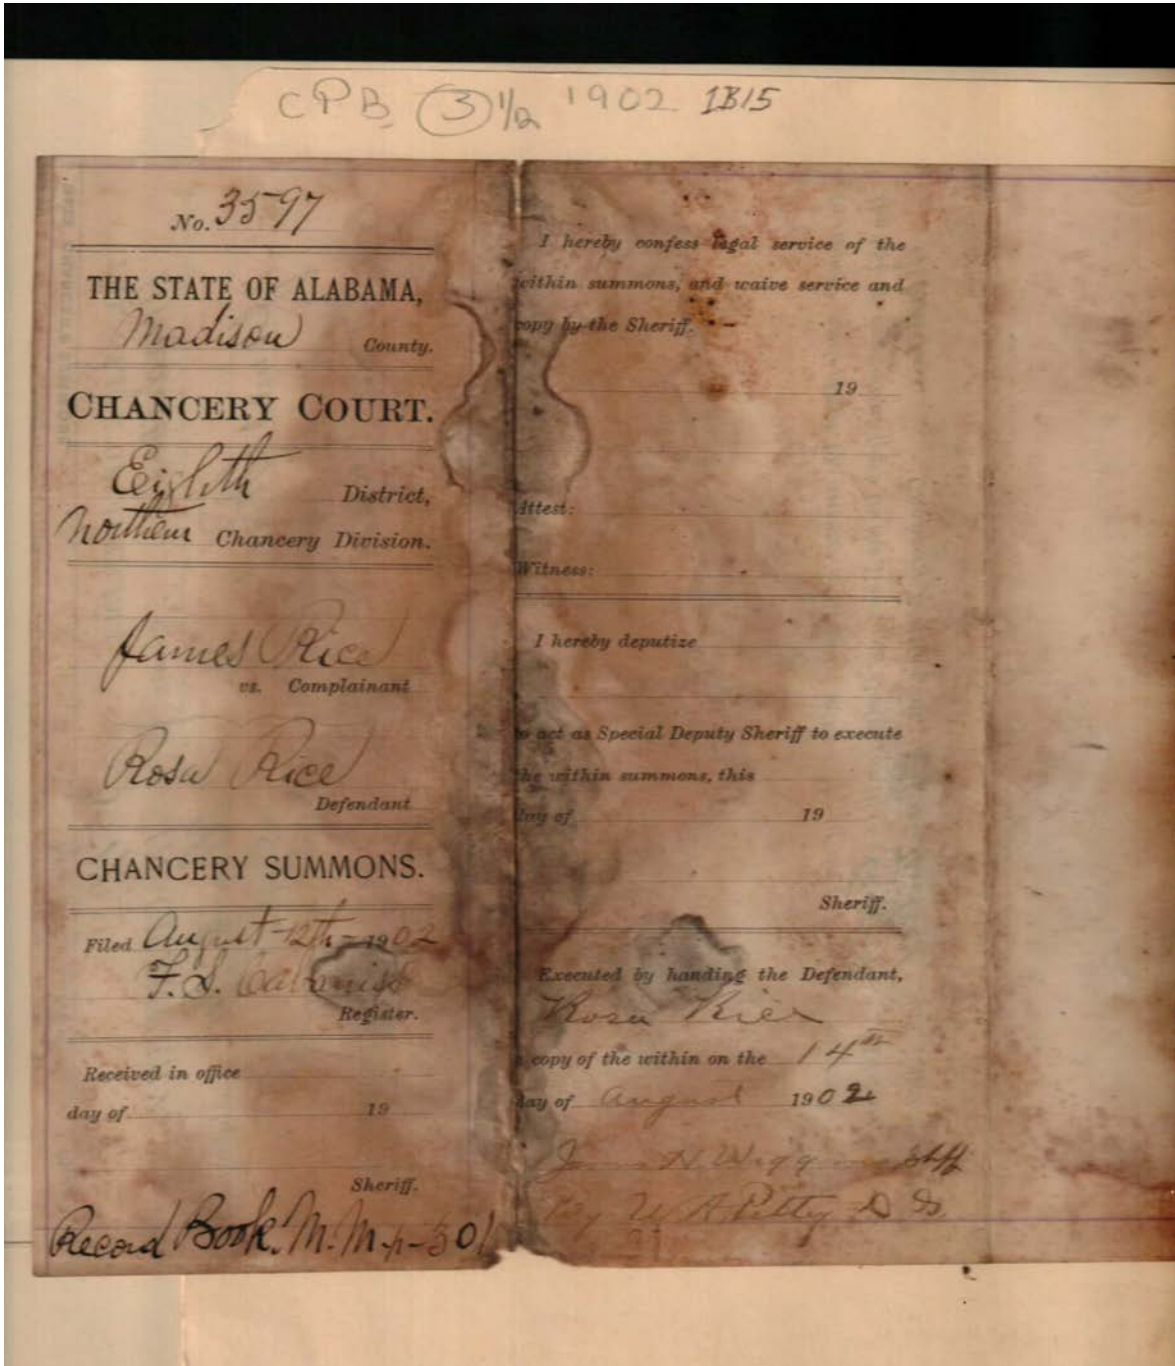 CPB 3 1/2 1902 1B15
No. 3597
THE STATE OF ALABAMA,
Madison County.
CHANCERY COURT.
Eighth District,
Northern Chancery Division.
James Rice
vs. Complainant
Rosa Rice
Defendant
CHANCERY SUMMONS.
Filed August 12th 1902
F.S.
Register.
Received in office
day of 19
Sheriff.
Record Book. M.M. p-301
I hereby confess legal service of the
within summons, and waive service and
copy by the Sheriff.
19
Attest:
Witness:
I hereby deputize
to act as Special Deputy Sheriff to execute
the within summons, this
day of 19
Sheriff.
Executed by handing the Defendant,
Rosa Rice
a copy of the within on the 14th
day of August 1902
Shff
By W. A. Petty D S.